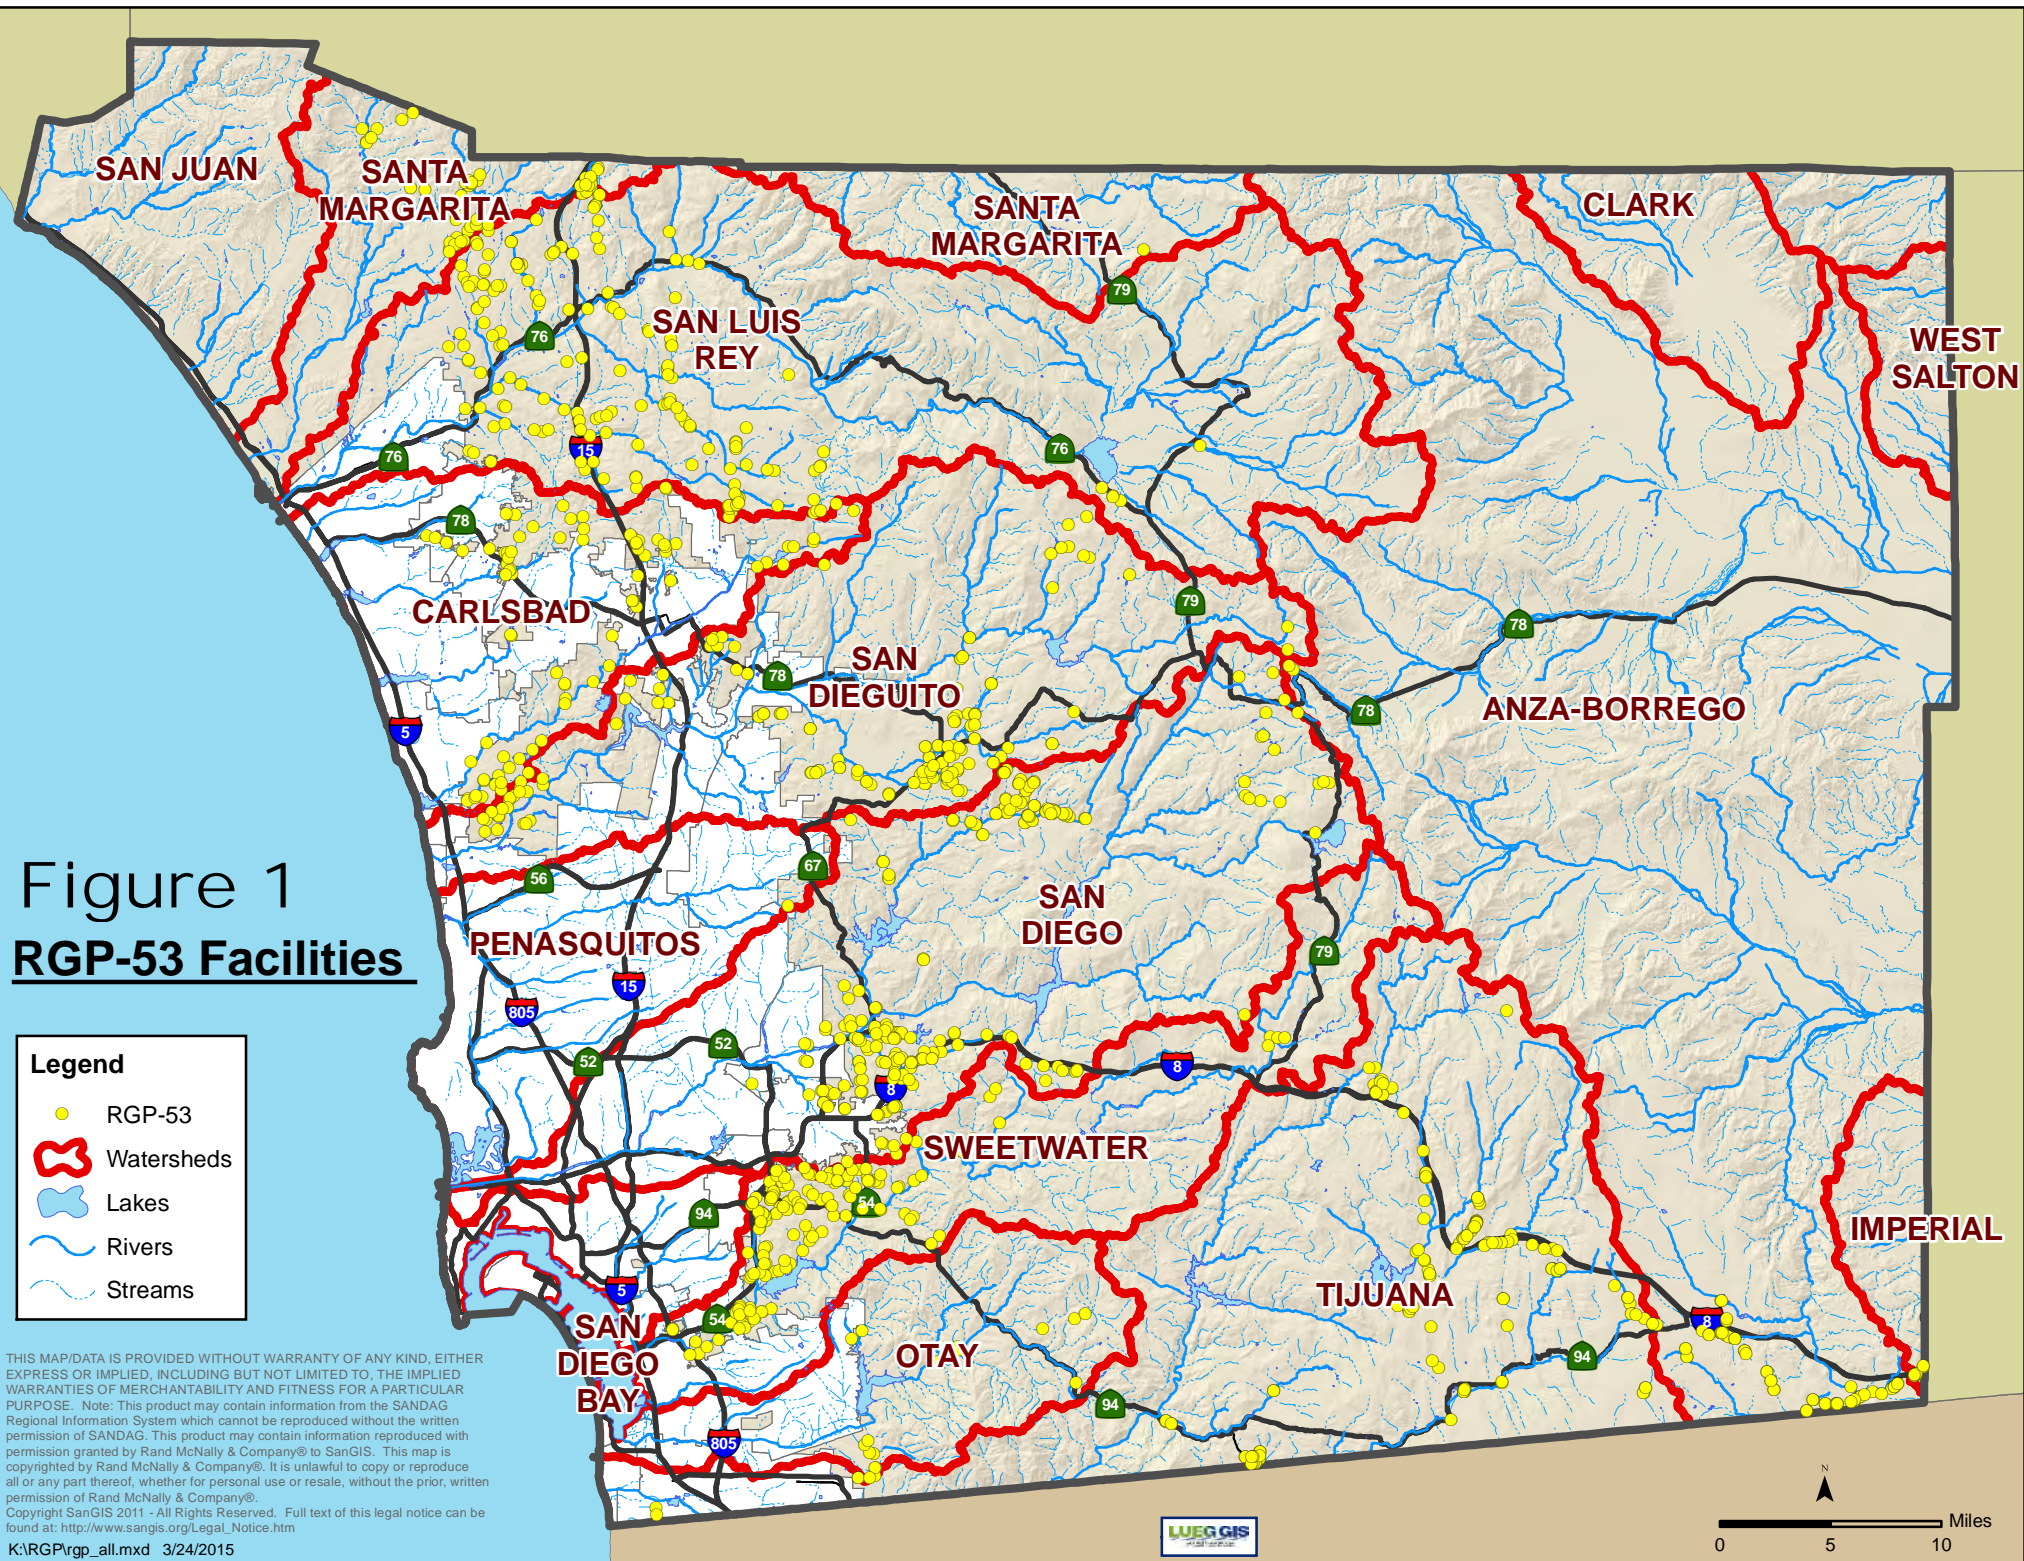 SAN JUAN
SANTA
MARGARITA
SANTA
MARGARITA
CLARK
79
SAN LUIS
REY
76
WEST
SALTON
76
15
76
78
CARLSBAD
79
78
SAN
DIEGUITO
78
78
ANZA-BORREGO
5
67
56
Figure 1
RGP-53 Facilities
SAN
DIEGO
PENASQUITOS
79
15
805
52
52
8
8
Legend
RGP-53
Watersheds
Lakes
Rivers
Streams
SWEETWATER
54
94
IMPERIAL
TIJUANA
5
54
8
SAN
DIEGO
BAY
OTAY
94
94
805
THIS MAP/DATA IS PROVIDED WITHOUT WARRANTY OF ANY KIND, EITHER
EXPRESS OR IMPLIED, INCLUDING BUT NOT LIMITED TO, THE IMPLIED
WARRANTIES OF MERCHANTABILITY AND FITNESS FOR A PARTICULAR
PURPOSE. Note: This product may contain information from the SANDAG
Regional Information System which cannot be reproduced without the written
permission of SANDAG. This product may contain information reproduced with
permission granted by Rand McNally & Company® to SanGIS. This map is
copyrighted by Rand McNally & Company®. It is unlawful to copy or reproduce
all or any part thereof, whether for personal use or resale, without the prior, written
permission of Rand McNally & Company®.
Copyright SanGIS 2011 - All Rights Reserved. Full text of this legal notice can be
found at: http://www.sangis.org/Legal_Notice.htm
K:\RGP\rgp_all.mxd 3/24/2015
LUEG GIS
N
Miles
0 5 10